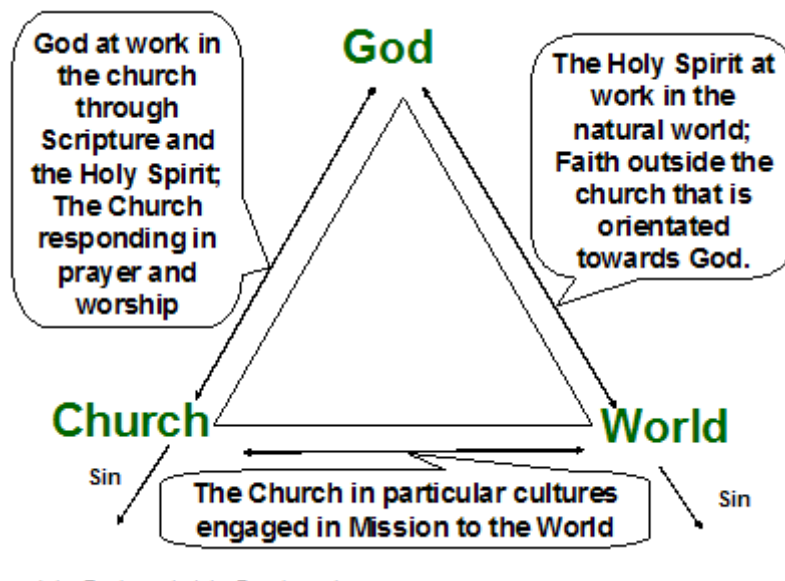 God at work in
the church
through
Scripture and
the Holy Spirit;
The Church
responding in
prayer and
worship
God
The Holy Spirit at
work in the
natural world;
Faith outside the
church that is
orientated
towards God.
Church
World
Sin
The Church in particular cultures
engaged in Mission to the World
Sin